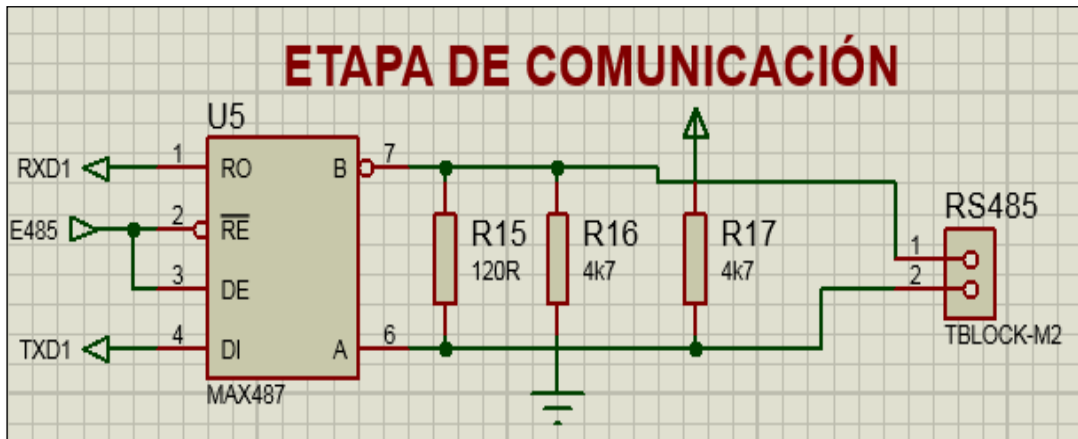 ETAPA DE COMUNICACIÓN
U5
RXD1
1
RO
B
7
E485
2
RE
3
DE
TXD1
4
DI
A
6
MAX487
R15
120R
R16
4k7
R17
4k7
RS485
1
2
TBLOCK-M2